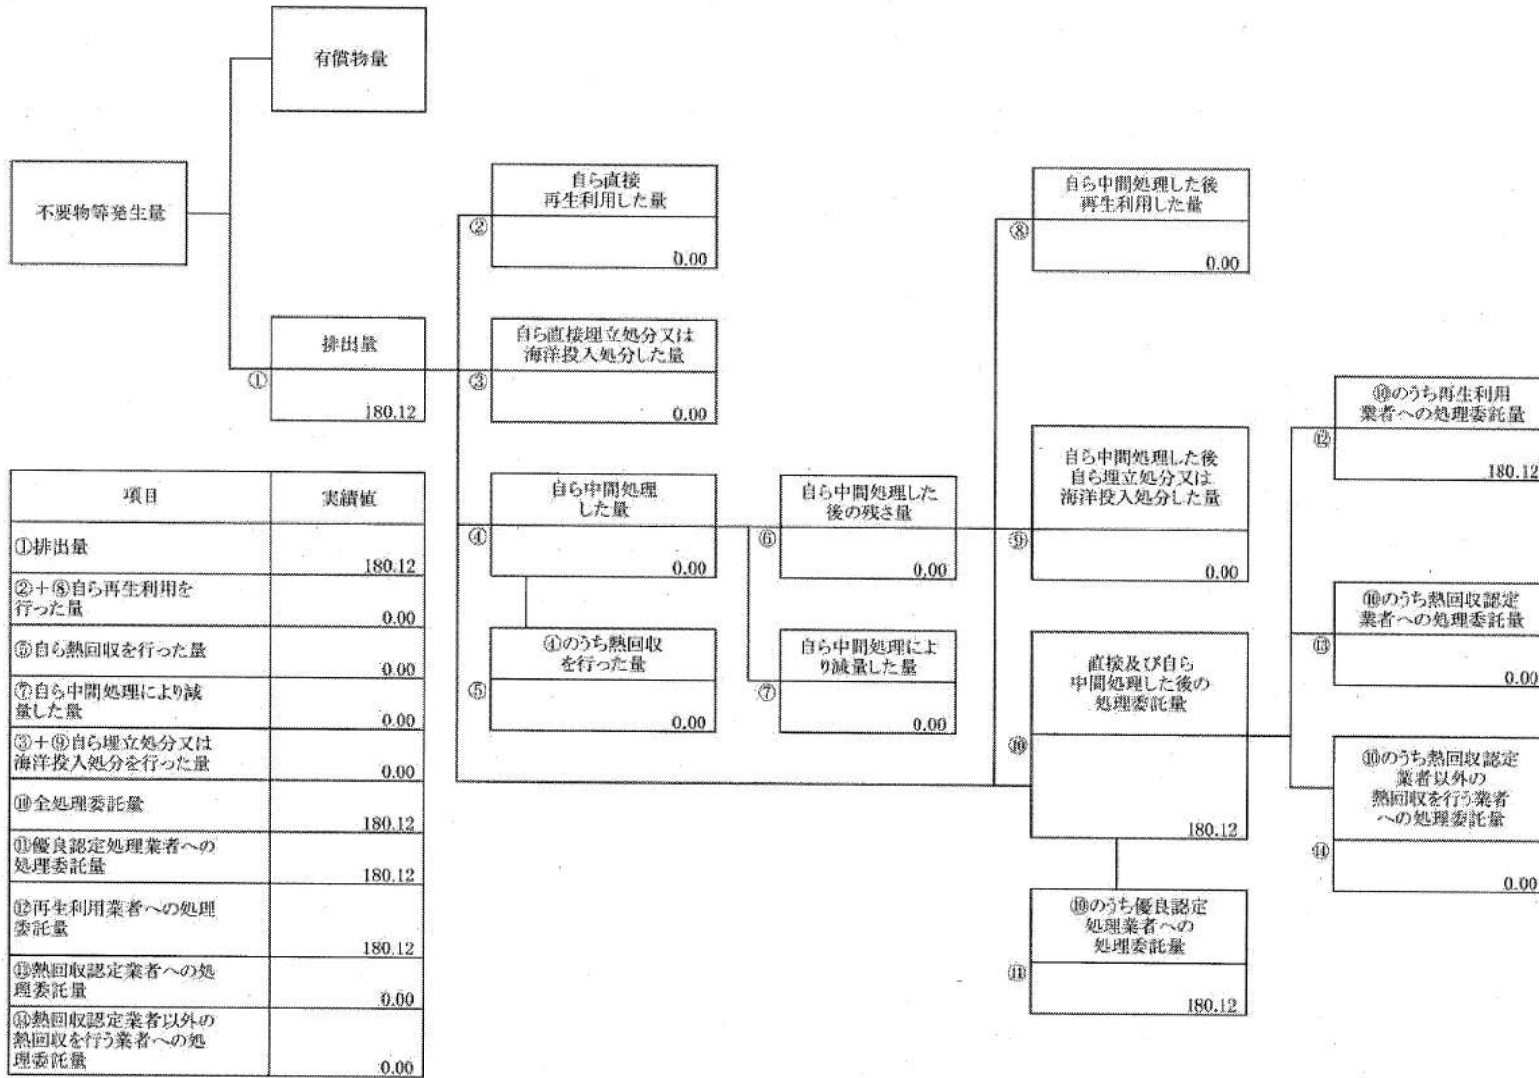 有償物量
不要物等発生量
排出量
①
180.12
自ら直接
再生利用した量
②
0.00
自ら直接埋立処分又は
海洋投入処分した量
③
0.00
自ら中間処理
した量
④
0.00
④のうち熱回収
を行った量
⑤
0.00
自ら中間処理した
後の残さ量
⑥
0.00
自ら中間処理によ
り減量した量
⑦
0.00
自ら中間処理した後
再生利用した量
⑧
0.00
自ら中間処理した後
自ら埋立処分又は
海洋投入処分した量
⑨
0.00
直接及び自ら
中間処理した後の
処理委託量
⑩
180.12
⑩のうち優良認定
処理業者への
処理委託量
⑪
180.12
⑩のうち再生利用
業者への処理委託量
⑫
180.12
⑩のうち熱回収認定
業者への処理委託量
⑬
0.00
⑩のうち熱回収認定
業者以外の
熱回収を行う業者
への処理委託量
⑭
0.00
項目 実績値
①排出量
180.12
②+⑧自ら再生利用を
行った量
0.00
⑤自ら熱回収を行った量
0.00
⑦自ら中間処理により減
量した量
0.00
③+⑨自ら埋立処分又は
海洋投入処分を行った量
0.00
⑩全処理委託量
180.12
⑪優良認定処理業者への
処理委託量
180.12
⑫再生利用業者への処理
委託量
180.12
⑬熱回収認定業者への処
理委託量
0.00
⑭熱回収認定業者以外の
熱回収を行う業者への処
理委託量
0.00